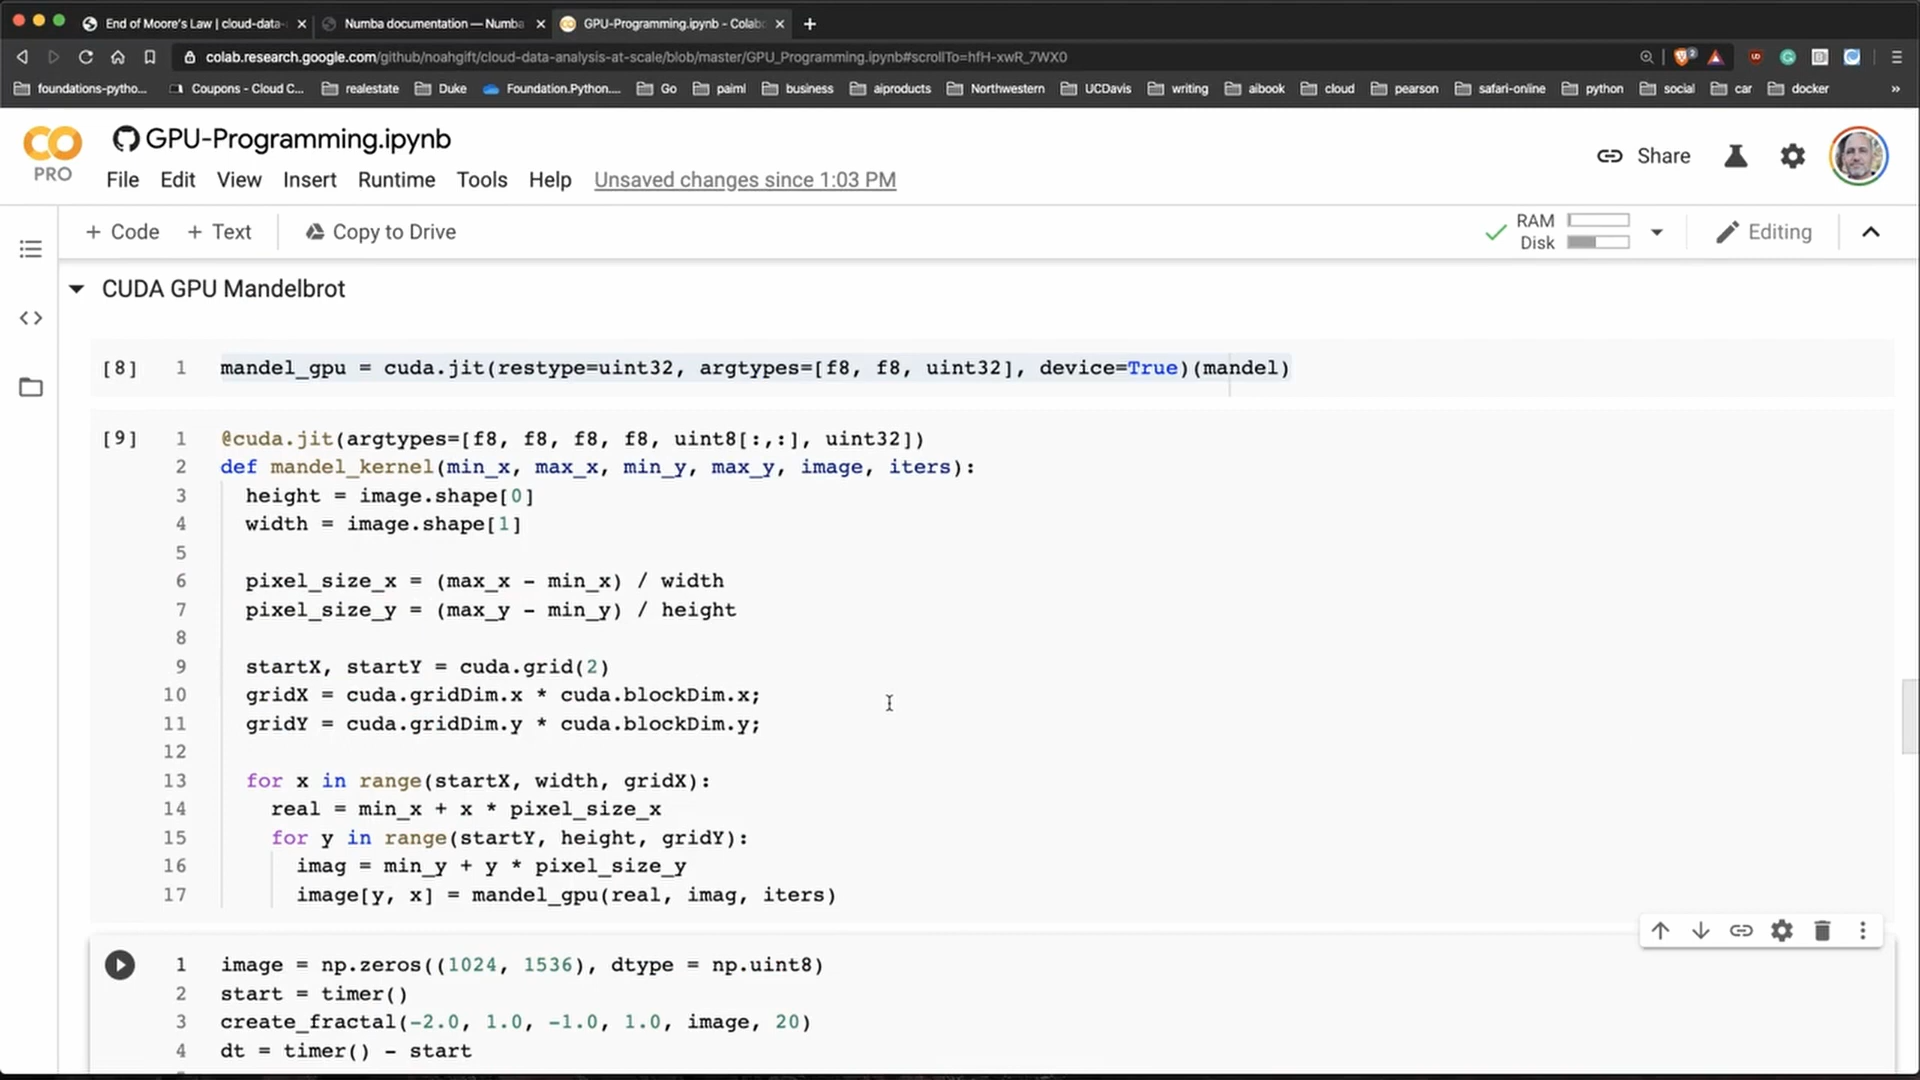 End of Moore's Law | cloud-data-
Numba documentation — Numba
GPU-Programming.ipynb - Colabo
colab.research.google.com/github/noahgift/cloud-data-analysis-at-scale/blob/master/GPU_Programming.ipynb#scrollTo=hfH-xwR_7WX0
foundations-pytho...
Coupons - Cloud C...
realestate
Duke
Foundation.Python....
Go
paiml
business
aiproducts
Northwestern
UCDavis
writing
aibook
cloud
pearson
safari-online
python
social
car
docker
»
CO
PRO
GPU-Programming.ipynb
File Edit View Insert Runtime Tools Help Unsaved changes since 1:03 PM
Share
+ Code + Text Copy to Drive
RAM
Disk
Editing
CUDA GPU Mandelbrot
[8] 1 mandel_gpu = cuda.jit(restype=uint32, argtypes=[f8, f8, uint32], device=True)(mandel)
[9] 1 @cuda.jit(argtypes=[f8, f8, f8, f8, uint8[:,:], uint32])
2 def mandel_kernel(min_x, max_x, min_y, max_y, image, iters):
3 height = image.shape[0]
4 width = image.shape[1]
5
6 pixel_size_x = (max_x - min_x) / width
7 pixel_size_y = (max_y - min_y) / height
8
9 startX, startY = cuda.grid(2)
10 gridX = cuda.gridDim.x * cuda.blockDim.x;
11 gridY = cuda.gridDim.y * cuda.blockDim.y;
12
13 for x in range(startX, width, gridX):
14 real = min_x + x * pixel_size_x
15 for y in range(startY, height, gridY):
16 imag = min_y + y * pixel_size_y
17 image[y, x] = mandel_gpu(real, imag, iters)
1 image = np.zeros((1024, 1536), dtype = np.uint8)
2 start = timer()
3 create_fractal(-2.0, 1.0, -1.0, 1.0, image, 20)
4 dt = timer() - start